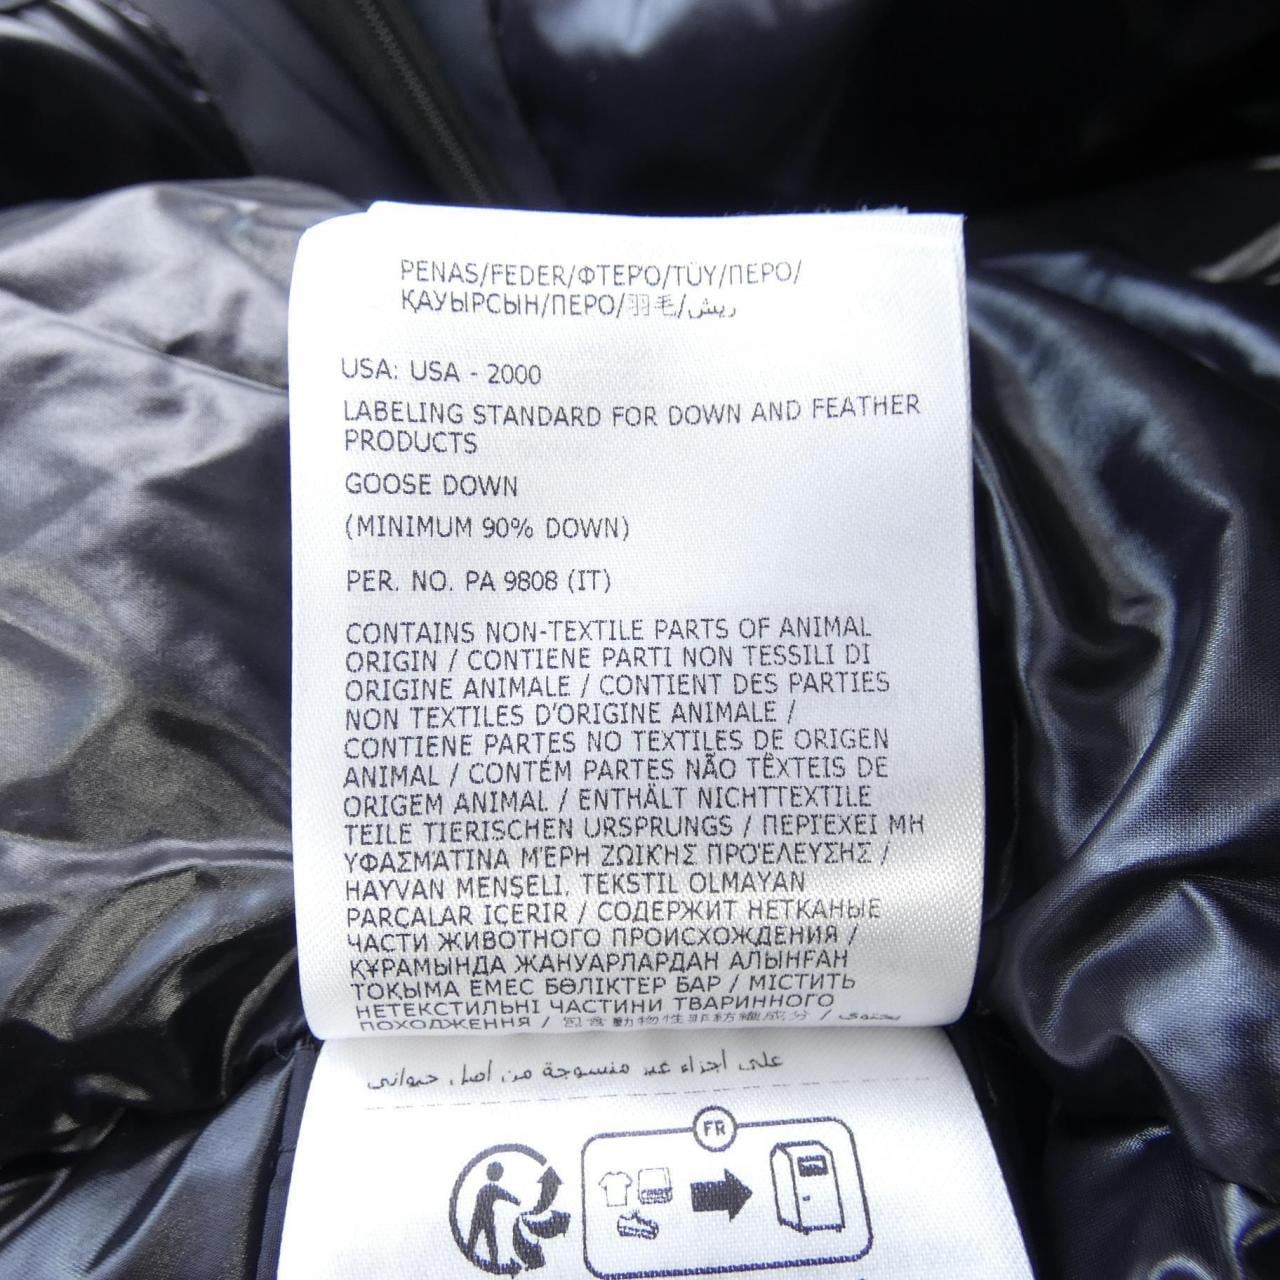 PENAS/FEDER/ΦΤΕΡΌ/TÜY/ПЕРО/
ҚАУЫРСЫН/ПЕРО/羽毛/ريش
USA: USA - 2000
LABELING STANDARD FOR DOWN AND FEATHER
PRODUCTS
GOOSE DOWN
(MINIMUM 90% DOWN)
PER. NO. PA 9808 (IT)
CONTAINS NON-TEXTILE PARTS OF ANIMAL
ORIGIN / CONTIENE PARTI NON TESSILI DI
ORIGINE ANIMALE / CONTIENT DES PARTIES
NON TEXTILES D'ORIGINE ANIMALE /
CONTIENE PARTES NO TEXTILES DE ORIGEN
ANIMAL / CONTÉM PARTES NÃO TÊXTEIS DE
ORIGEM ANIMAL / ENTHÄLT NICHTTEXTILE
TEILE TIERISCHEN URSPRUNGS / ΠΕΡΙΈΧΕΙ ΜΗ
ΥΦΑΣΜΑΤΙΝΑ ΜΈΡΗ ΖΩΙΚΗΣ ΠΡΟΈΛΕΥΣΗΣ /
HAYVAN MENŞELI, TEKSTIL OLMAYAN
PARÇALAR IÇERIR / СОДЕРЖИТ НЕТКАНЫЕ
ЧАСТИ ЖИВОТНОГО ПРОИСХОЖДЕНИЯ /
ҚҰРАМЫНДА ЖАНУАРЛАРДАН АЛЫНҒАН
ТОҚЫМА ЕМЕС БӨЛІКТЕР БАР / МІСТИТЬ
НЕТЕКСТИЛЬНІ ЧАСТИНИ ТВАРИННОГО
ПОХОДЖЕННЯ / 包含動物性非紡織成分 / يحتوي
على أجزاء غير منسوجة من أصل حيواني
FR